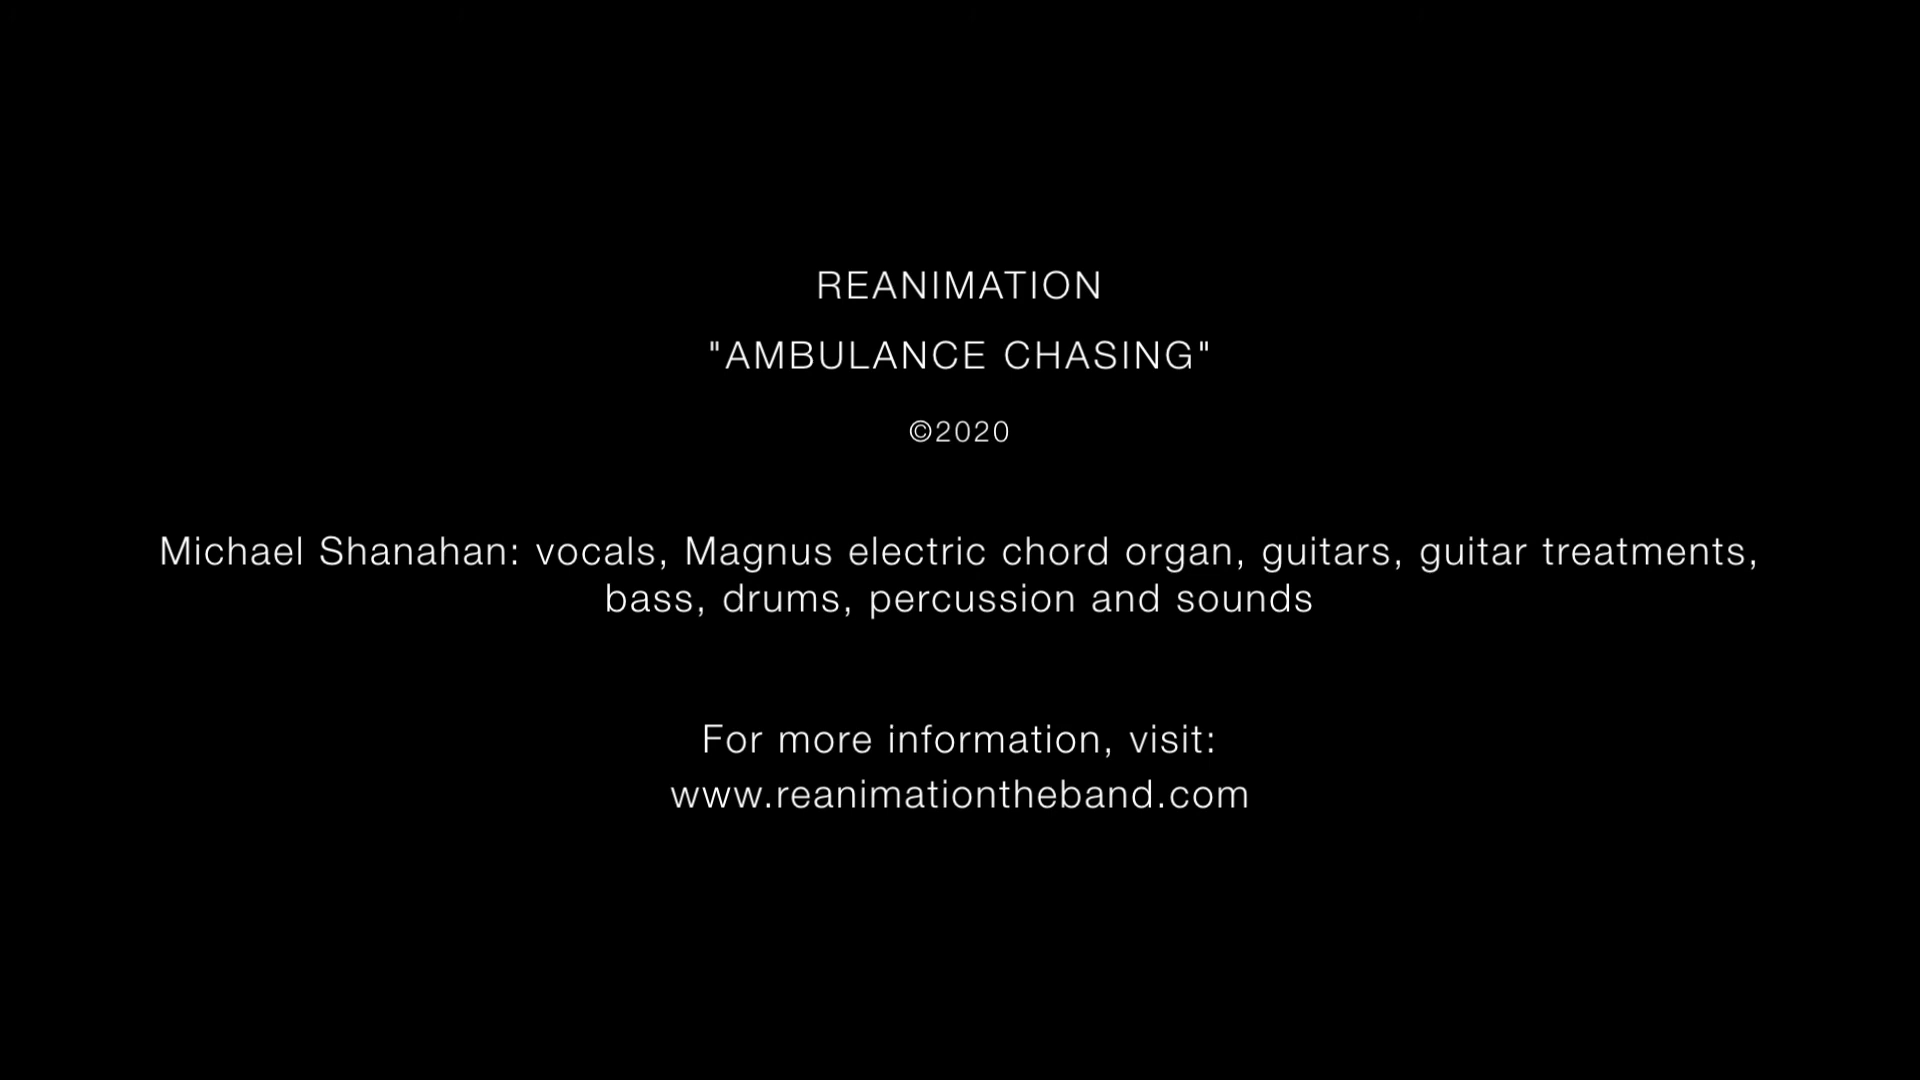 REANIMATION
"AMBULANCE CHASING"
©2020
Michael Shanahan: vocals, Magnus electric chord organ, guitars, guitar treatments,
bass, drums, percussion and sounds
For more information, visit:
www.reanimationtheband.com